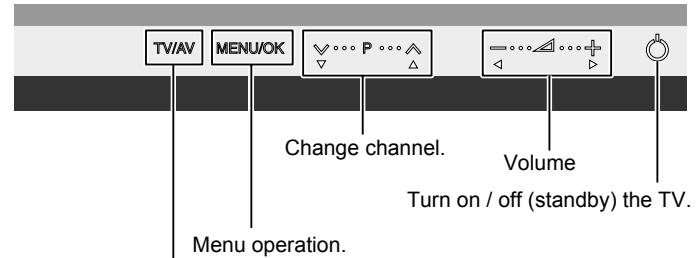 TV/AV MENU/OK P
Change channel.
Volume
Turn on / off (standby) the TV.
Menu operation.